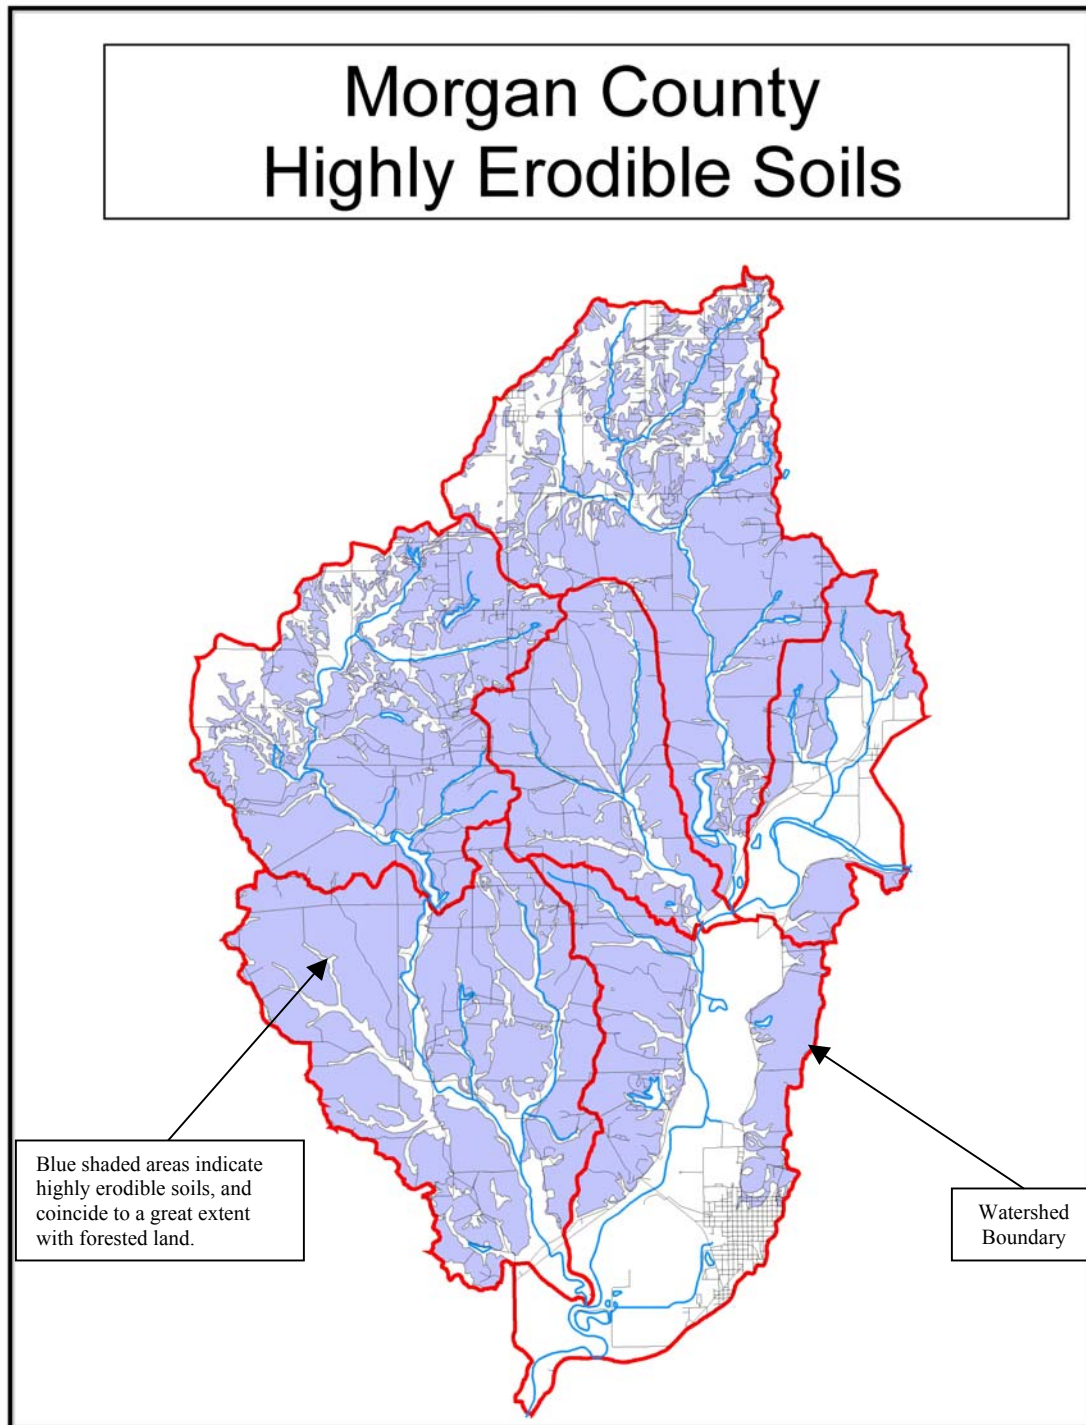 Morgan County
Highly Erodible Soils
Blue shaded areas indicate
highly erodible soils, and
coincide to a great extent
with forested land.
Watershed
Boundary